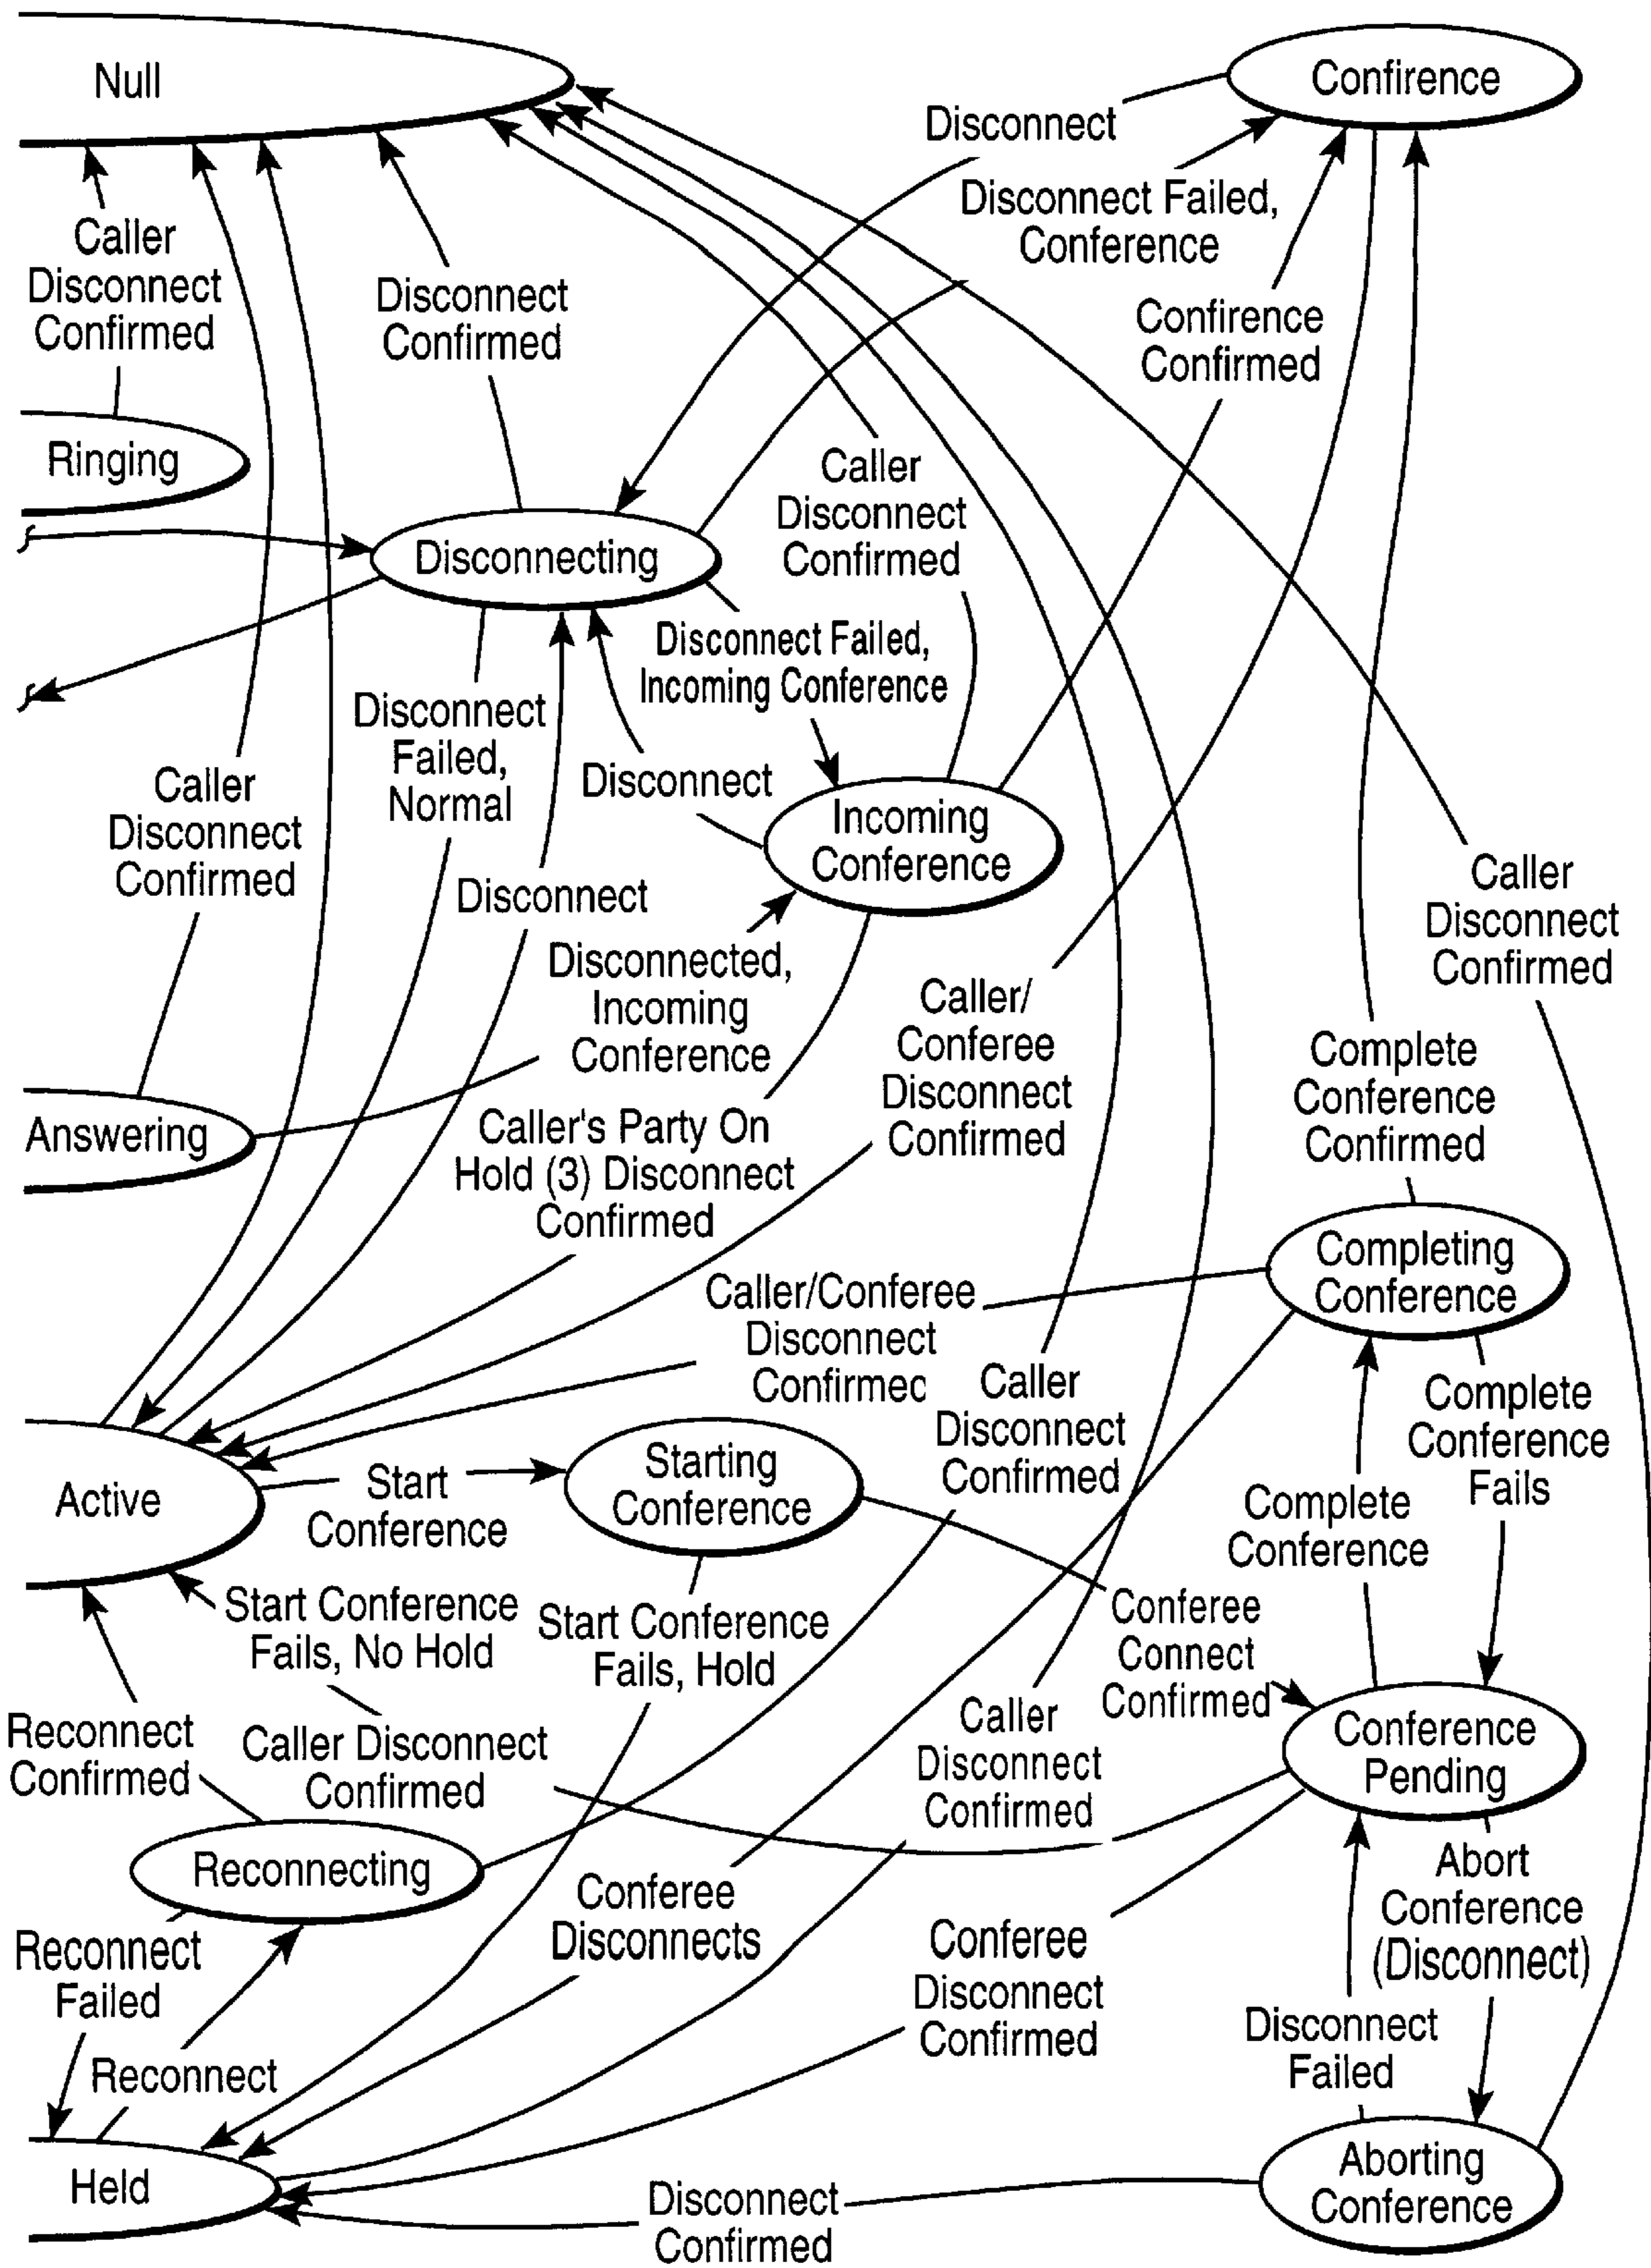 Null
Confirence
Disconnect
Disconnect Failed,
Conference
Caller
Disconnect
Confirmed
Disconnect
Confirmed
Confirence
Confirmed
Ringing
Caller
Disconnect
Confirmed
Disconnecting
Disconnect Failed,
Incoming Conference
Disconnect
Failed,
Normal
Disconnect
Caller
Disconnect
Confirmed
Incoming
Conference
Disconnect
Caller
Disconnect
Confirmed
Disconnected,
Incoming
Conference
Caller/
Conferee
Disconnect
Confirmed
Complete
Conference
Confirmed
Answering
Caller's Party On
Hold (3) Disconnect
Confirmed
Completing
Conference
Caller/Conferee
Disconnect
Confirmec
Caller
Disconnect
Confirmed
Complete
Conference
Fails
Active
Start
Conference
Starting
Conference
Complete
Conference
Start Conference
Fails, No Hold
Start Conference
Fails, Hold
Conferee
Connect
Confirmed
Reconnect
Confirmed
Caller Disconnect
Confirmed
Caller
Disconnect
Confirmed
Conference
Pending
Reconnecting
Conferee
Disconnects
Conferee
Disconnect
Confirmed
Abort
Conference
(Disconnect)
Reconnect
Failed
Disconnect
Failed
Reconnect
Held
Disconnect
Confirmed
Aborting
Conference